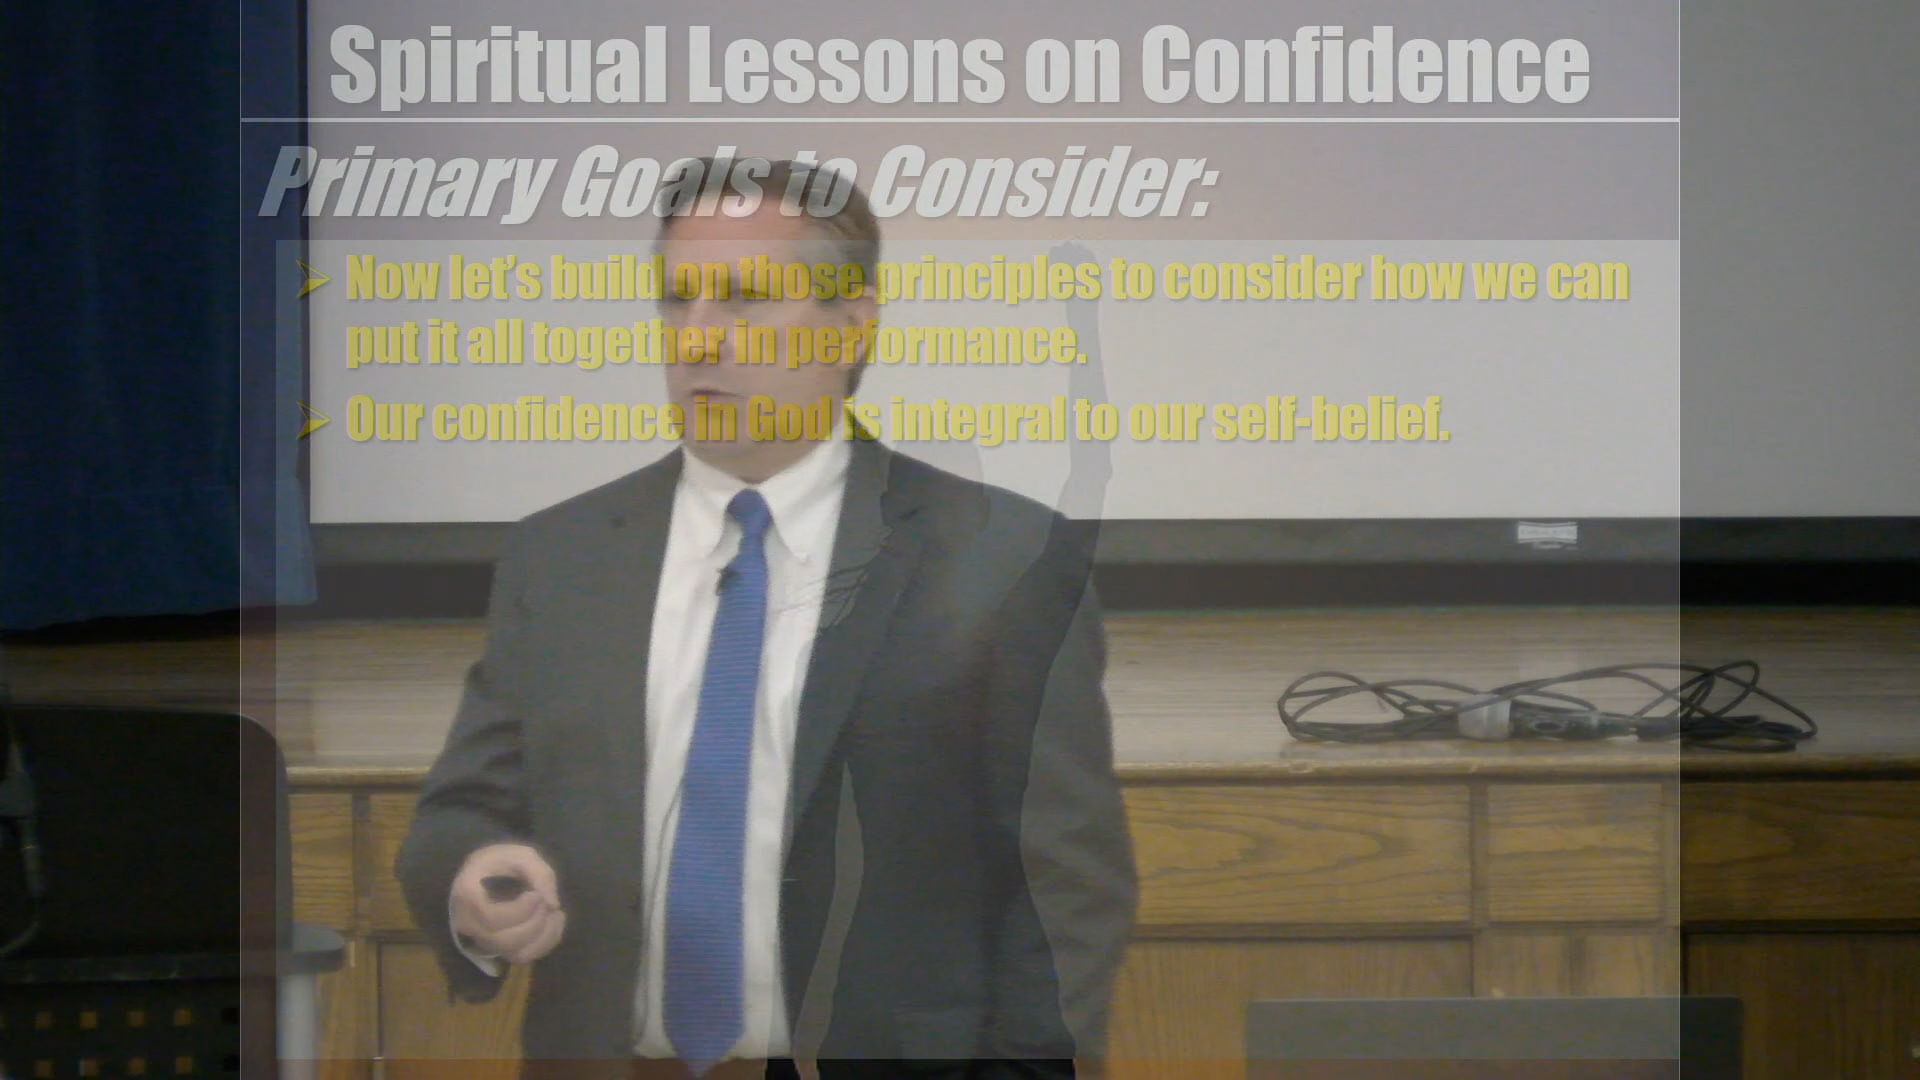 Spiritual Lessons on Confidence
Primary Goals to Consider:
➢ Now let's build on those principles to consider how we can
put it all together in performance.
➢ Our confidence in God is integral to our self-belief.